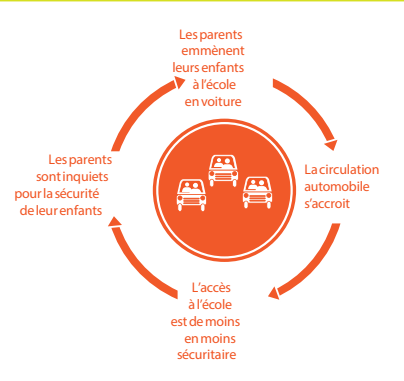 Les parents
emmènent
leurs enfants
à l'école
en voiture
La circulation
automobile
s'accroit
L'accès
à l'école
est de moins
en moins
sécuritaire
Les parents
sont inquiets
pour la sécurité
de leur enfants